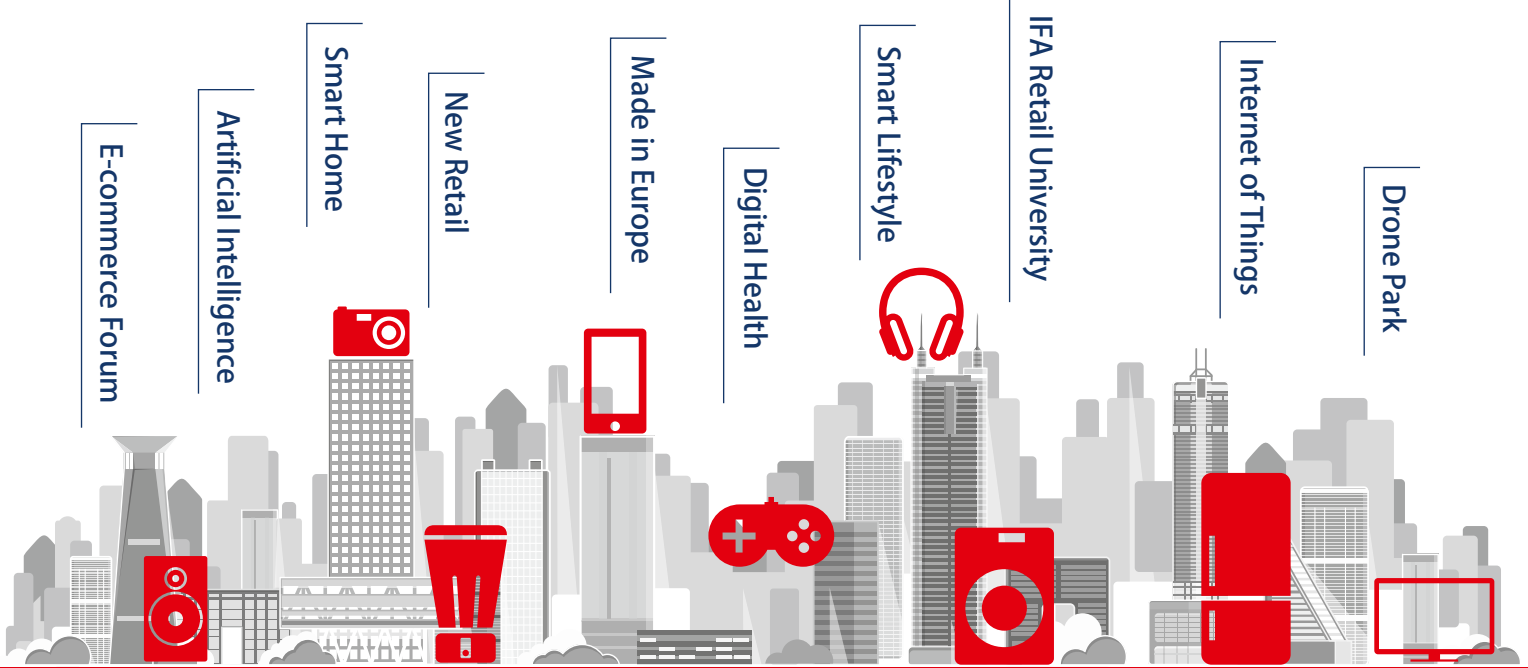 E-commerce Forum
Artificial Intelligence
Smart Home
New Retail
Made in Europe
Digital Health
Smart Lifestyle
IFA Retail University
Internet of Things
Drone Park